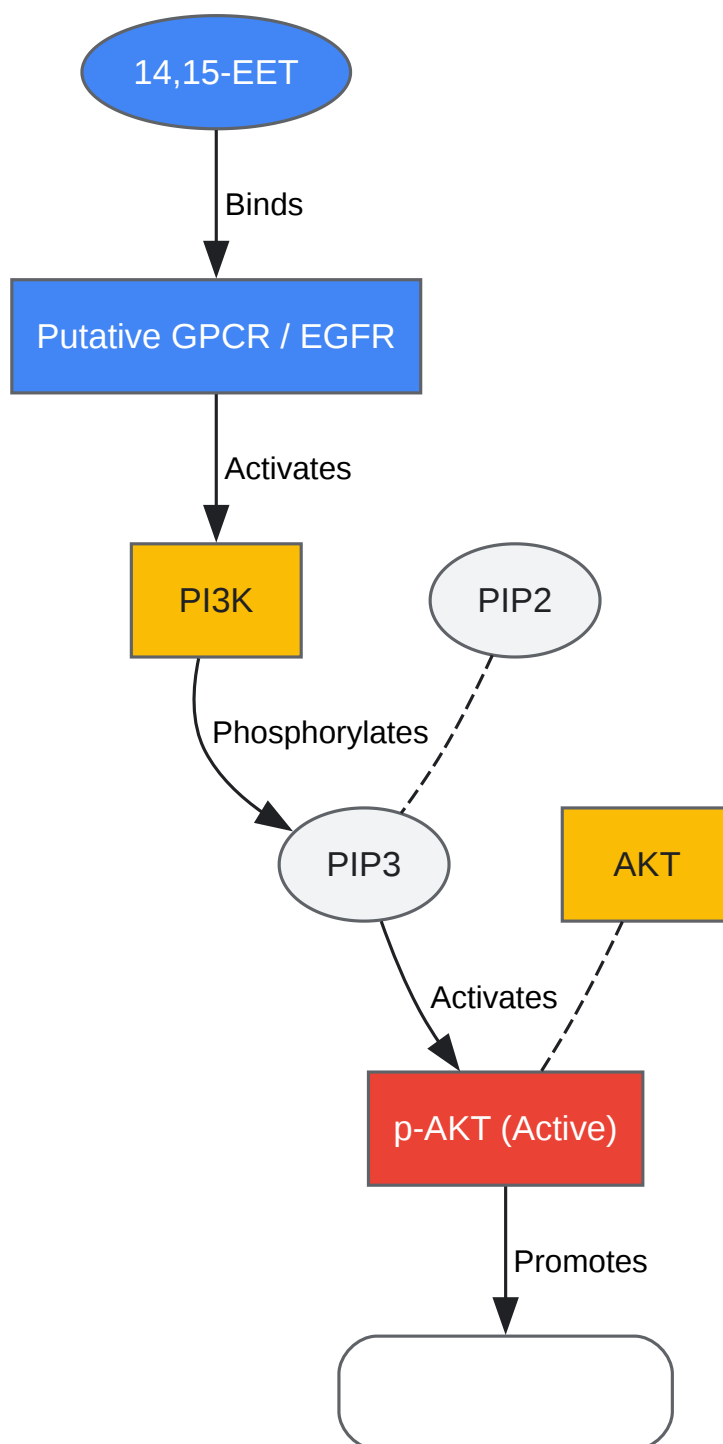 14,15-EET
Binds
Putative GPCR / EGFR
Activates
PI3K
PIP2
Phosphorylates
PIP3
AKT
Activates
p-AKT (Active)
Promotes